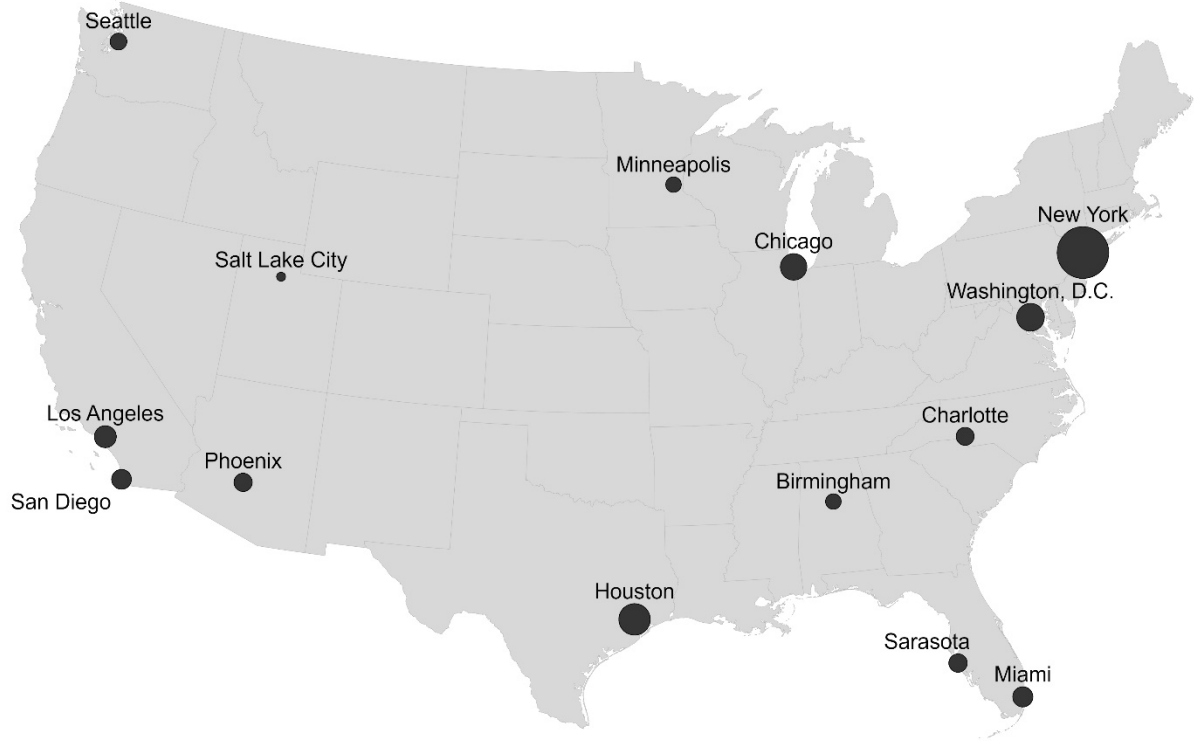 Seattle
Minneapolis
New York
Chicago
Salt Lake City
Washington, D.C.
Los Angeles
Charlotte
Phoenix
Birmingham
San Diego
Houston
Sarasota
Miami